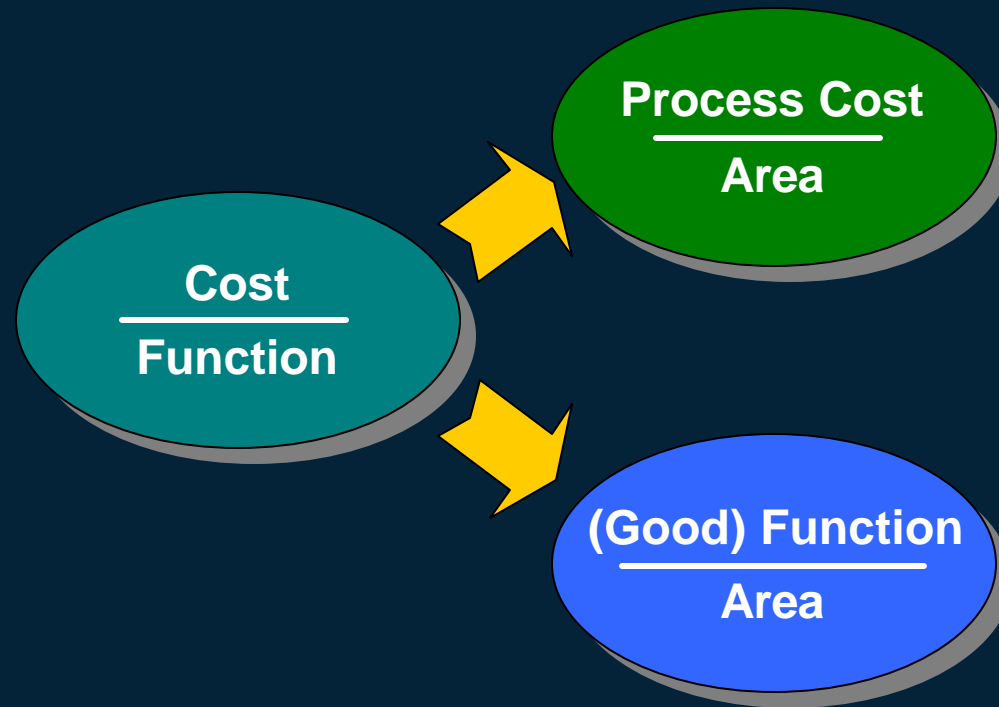 Process Cost
Area
Cost
Function
(Good) Function
Area